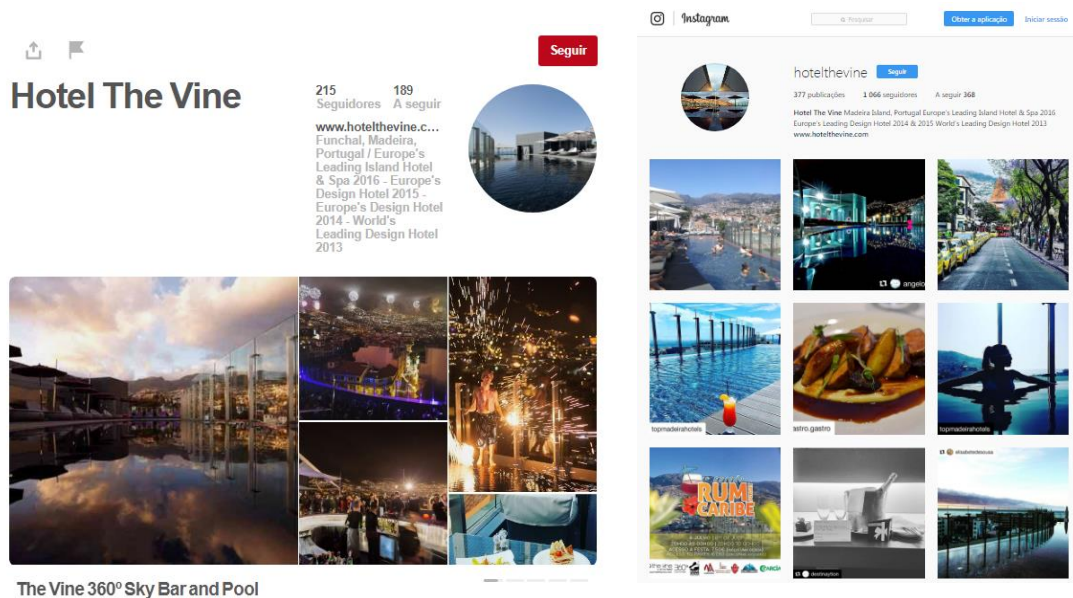 Seguir
Hotel The Vine
215 189
Seguidores A seguir
www.hotelthevine.c...
Funchal, Madeira,
Portugal / Europe's
Leading Island Hotel
& Spa 2016 - Europe's
Design Hotel 2015 -
Europe's Design Hotel
2014 - World's
Leading Design Hotel
2013
The Vine 360º Sky Bar and Pool
Instagram
Pesquisar
Obter a aplicação
Iniciar sessão
hotelthevine Seguir
377 publicações 1 066 seguidores A seguir 368
Hotel The Vine Madeira Island, Portugal Europe's Leading Island Hotel & Spa 2016
Europe's Leading Design Hotel 2014 & 2015 World's Leading Design Hotel 2013
www.hotelthevine.com
angelo
topmadeirahotels
astro.gastro
topmadeirahotels
RUM
CARIBE